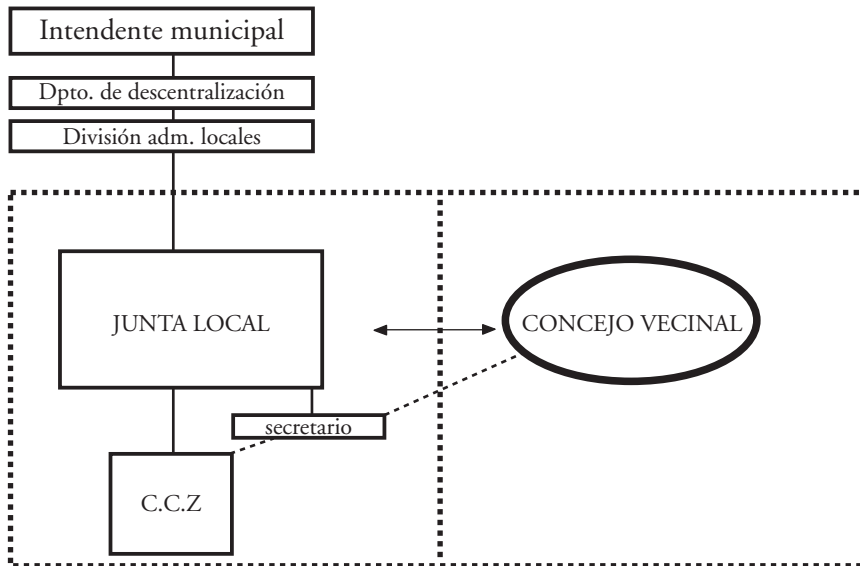 Intendente municipal
Dpto. de descentralización
División adm. locales
JUNTA LOCAL
CONCEJO VECINAL
secretario
C.C.Z